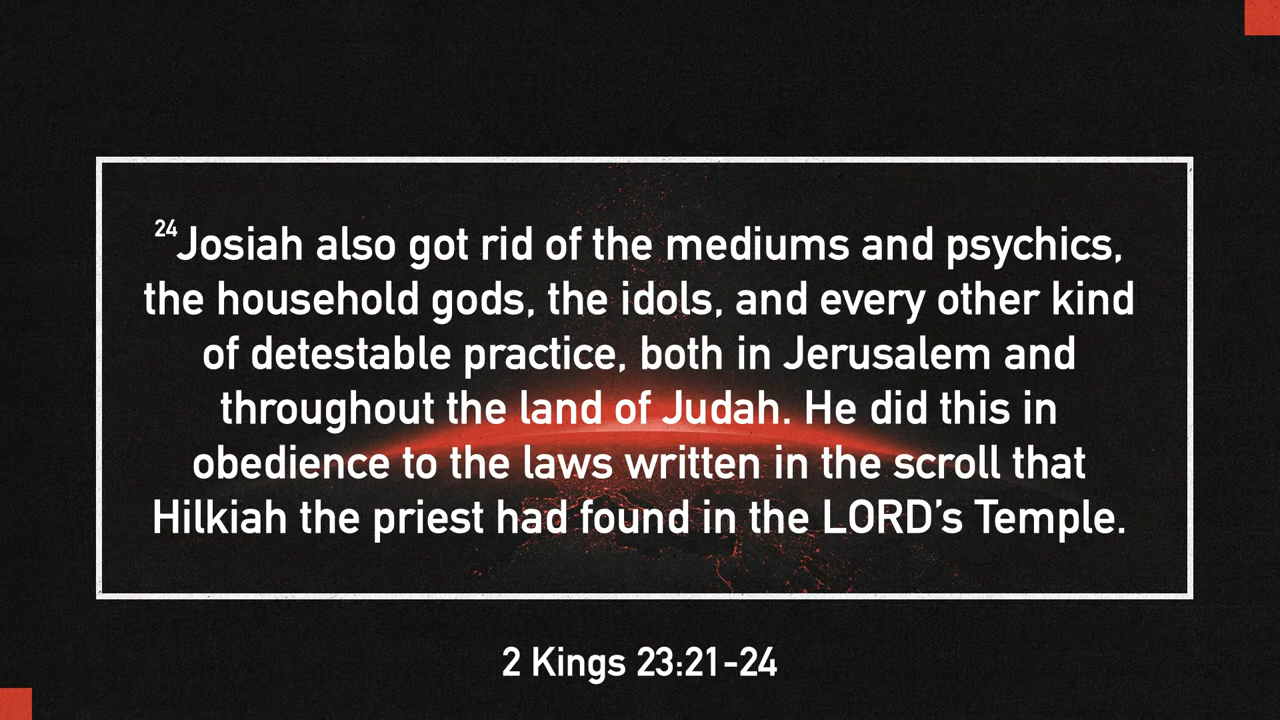 24Josiah also got rid of the mediums and psychics,
the household gods, the idols, and every other kind
of detestable practice, both in Jerusalem and
throughout the land of Judah. He did this in
obedience to the laws written in the scroll that
Hilkiah the priest had found in the LORD’s Temple.
2 Kings 23:21-24